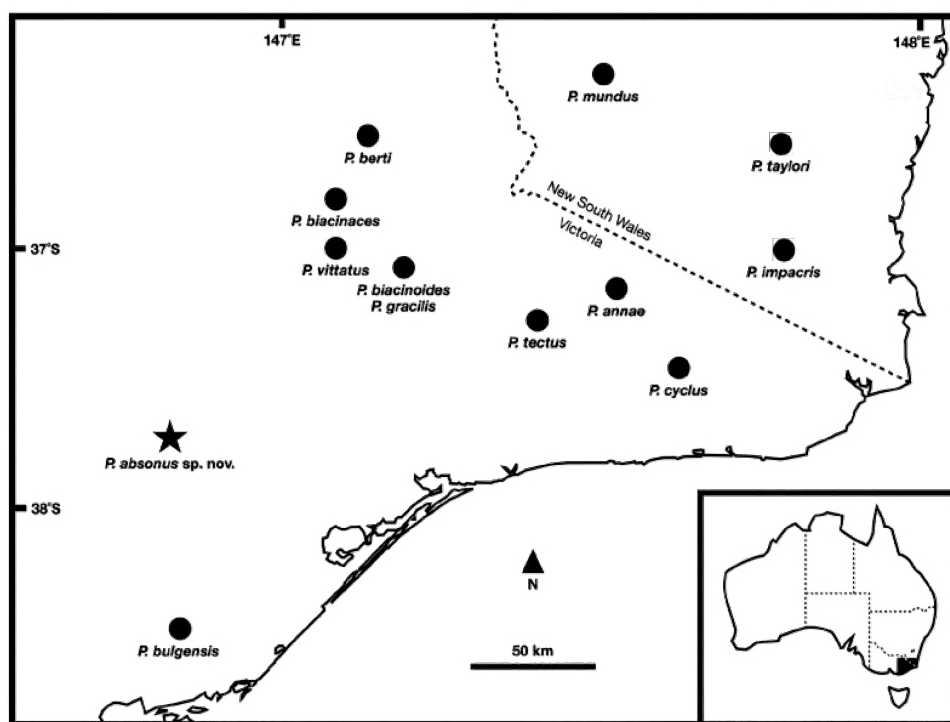 147°E
148°E
P. mundus
P. berti
P. taylori
New South Wales
Victoria
P. biacinaces
37°S
P. vittatus
P. impacris
P. biacinoides
P. gracilis
P. annae
P. tectus
P. cyclus
P. absonus sp. nov.
38°S
N
50 km
P. bulgensis